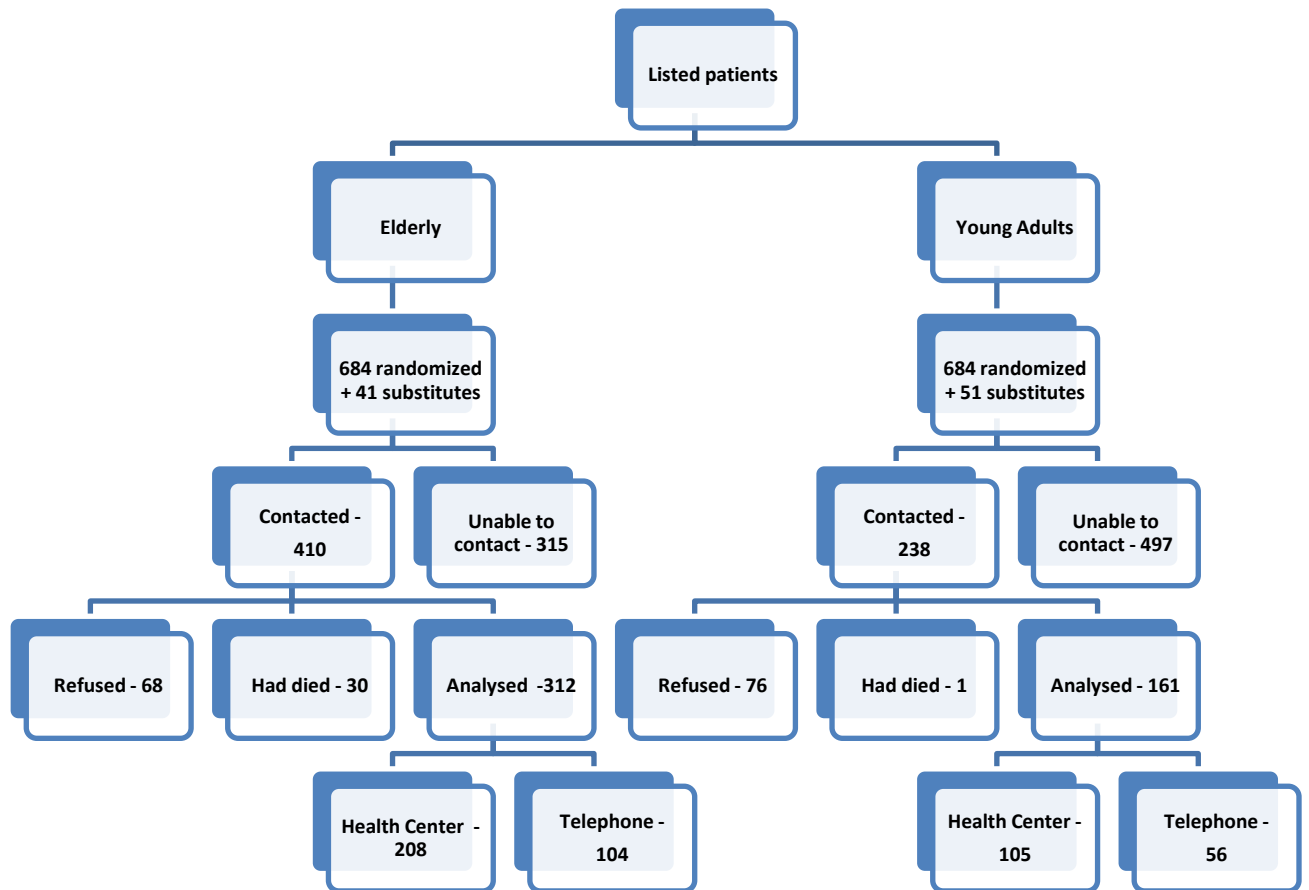 Listed patients
Elderly
Young Adults
684 randomized
+ 41 substitutes
684 randomized
+ 51 substitutes
Contacted -
410
Unable to
contact - 315
Contacted -
238
Unable to
contact - 497
Refused - 68
Had died - 30
Analysed -312
Refused - 76
Had died - 1
Analysed - 161
Health Center -
208
Telephone -
104
Health Center -
105
Telephone -
56